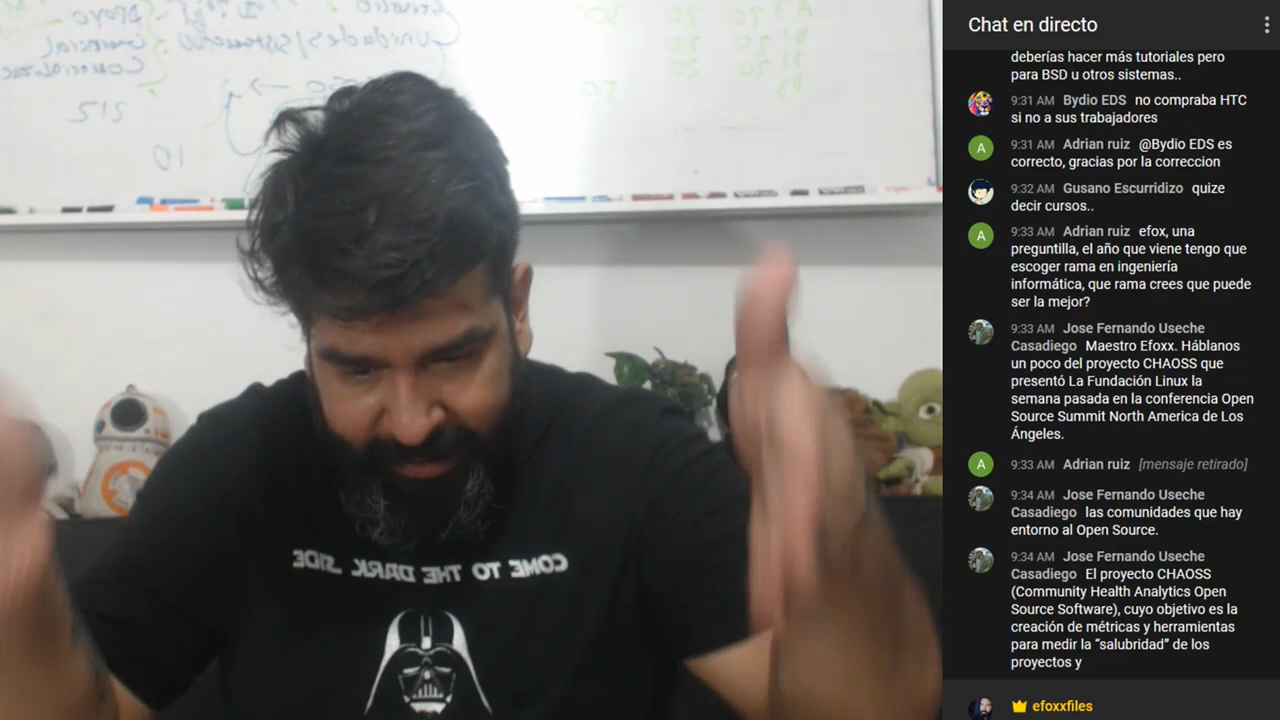 Chat en directo
deberías hacer más tutoriales pero
para BSD u otros sistemas..
9:31 AM Bydio EDS no compraba HTC
si no a sus trabajadores
A 9:31 AM Adrian ruiz @Bydio EDS es
correcto, gracias por la correccion
9:32 AM Gusano Escurridizo quize
decir cursos..
A 9:33 AM Adrian ruiz efox, una
preguntilla, el año que viene tengo que
escoger rama en ingeniería
informática, que rama crees que puede
ser la mejor?
9:33 AM Jose Fernando Useche
Casadiego Maestro Efoxx. Háblanos
un poco del proyecto CHAOSS que
presentó La Fundación Linux la
semana pasada en la conferencia Open
Source Summit North America de Los
Ángeles.
A 9:33 AM Adrian ruiz [mensaje retirado]
9:34 AM Jose Fernando Useche
Casadiego las comunidades que hay
entorno al Open Source.
9:34 AM Jose Fernando Useche
Casadiego El proyecto CHAOSS
(Community Health Analytics Open
Source Software), cuyo objetivo es la
creación de métricas y herramientas
para medir la “salubridad” de los
proyectos y
efoxxfiles
COME TO THE DARK SIDE
212
10